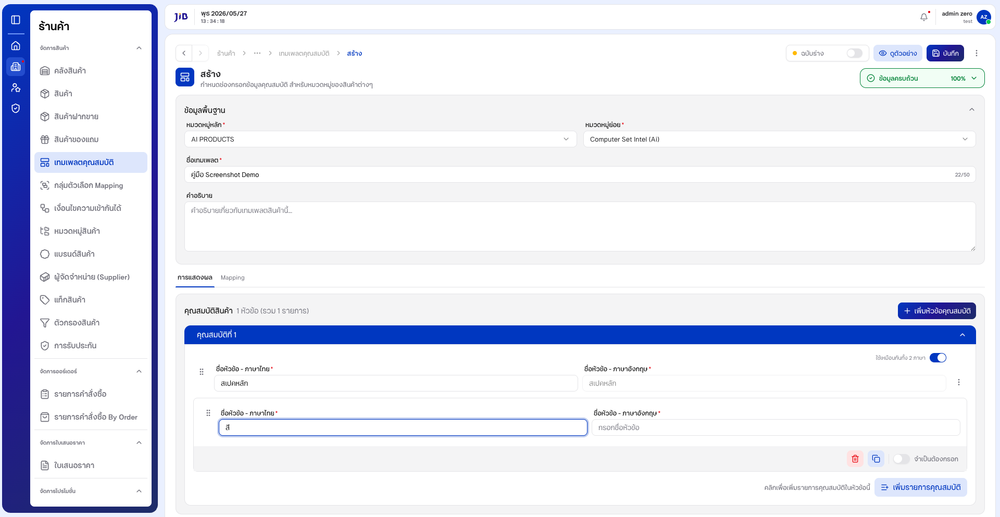 ร้านค้า
จัดการสินค้า
คลังสินค้า
สินค้า
สินค้าฝากขาย
สินค้าของแถม
เทมเพลตคุณสมบัติ
กลุ่มตัวเลือก Mapping
เงื่อนไขความเข้ากันได้
หมวดหมู่สินค้า
แบรนด์สินค้า
ผู้จัดจำหน่าย (Supplier)
แท็กสินค้า
ตัวกรองสินค้า
การรับประกัน
จัดการออร์เดอร์
รายการคำสั่งซื้อ
รายการคำสั่งซื้อ By Order
จัดการใบเสนอราคา
ใบเสนอราคา
จัดการโปรโมชั่น
JiB
พุธ 2026/05/27
13 : 34 : 18
admin zero
test
AZ
ร้านค้า
เทมเพลตคุณสมบัติ
สร้าง
ฉบับร่าง
ดูตัวอย่าง
บันทึก
สร้าง
กำหนดช่องกรอกข้อมูลคุณสมบัติ สำหรับหมวดหมู่ของสินค้าต่างๆ
ข้อมูลครบถ้วน 100%
ข้อมูลพื้นฐาน
หมวดหมู่หลัก*
AI PRODUCTS
หมวดหมู่ย่อย*
Computer Set Intel (Ai)
ชื่อเทมเพลต*
คู่มือ Screenshot Demo
22/50
คำอธิบาย
คำอธิบายเกี่ยวกับเทมเพลตสินค้านี้...
การแสดงผล
Mapping
คุณสมบัติสินค้า 1 หัวข้อ (รวม 1 รายการ)
เพิ่มหัวข้อคุณสมบัติ
คุณสมบัติที่ 1
ใช้เหมือนกันทั้ง 2 ภาษา
ชื่อหัวข้อ - ภาษาไทย*
สเปคหลัก
ชื่อหัวข้อ - ภาษาอังกฤษ*
สเปคหลัก
ชื่อหัวข้อ - ภาษาไทย*
สี
ชื่อหัวข้อ - ภาษาอังกฤษ*
กรอกชื่อหัวข้อ
จำเป็นต้องกรอก
คลิกเพื่อเพิ่มรายการคุณสมบัติในหัวข้อนี้
เพิ่มรายการคุณสมบัติ